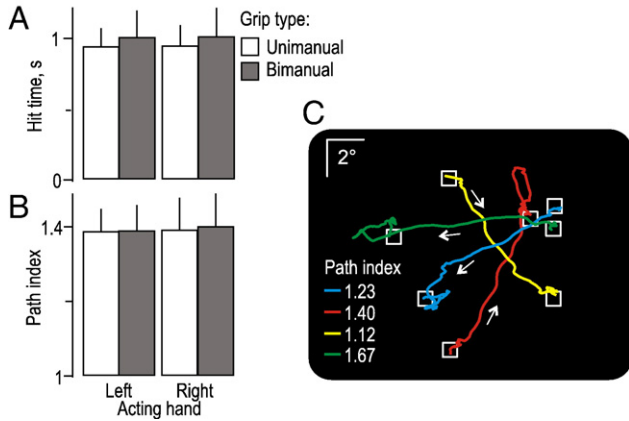 A
Grip type:
Unimanual
Bimanual
Hit time, s
1
0
B
Path index
1.4
1
Left
Right
Acting hand
C
2°
Path index
1.23
1.40
1.12
1.67